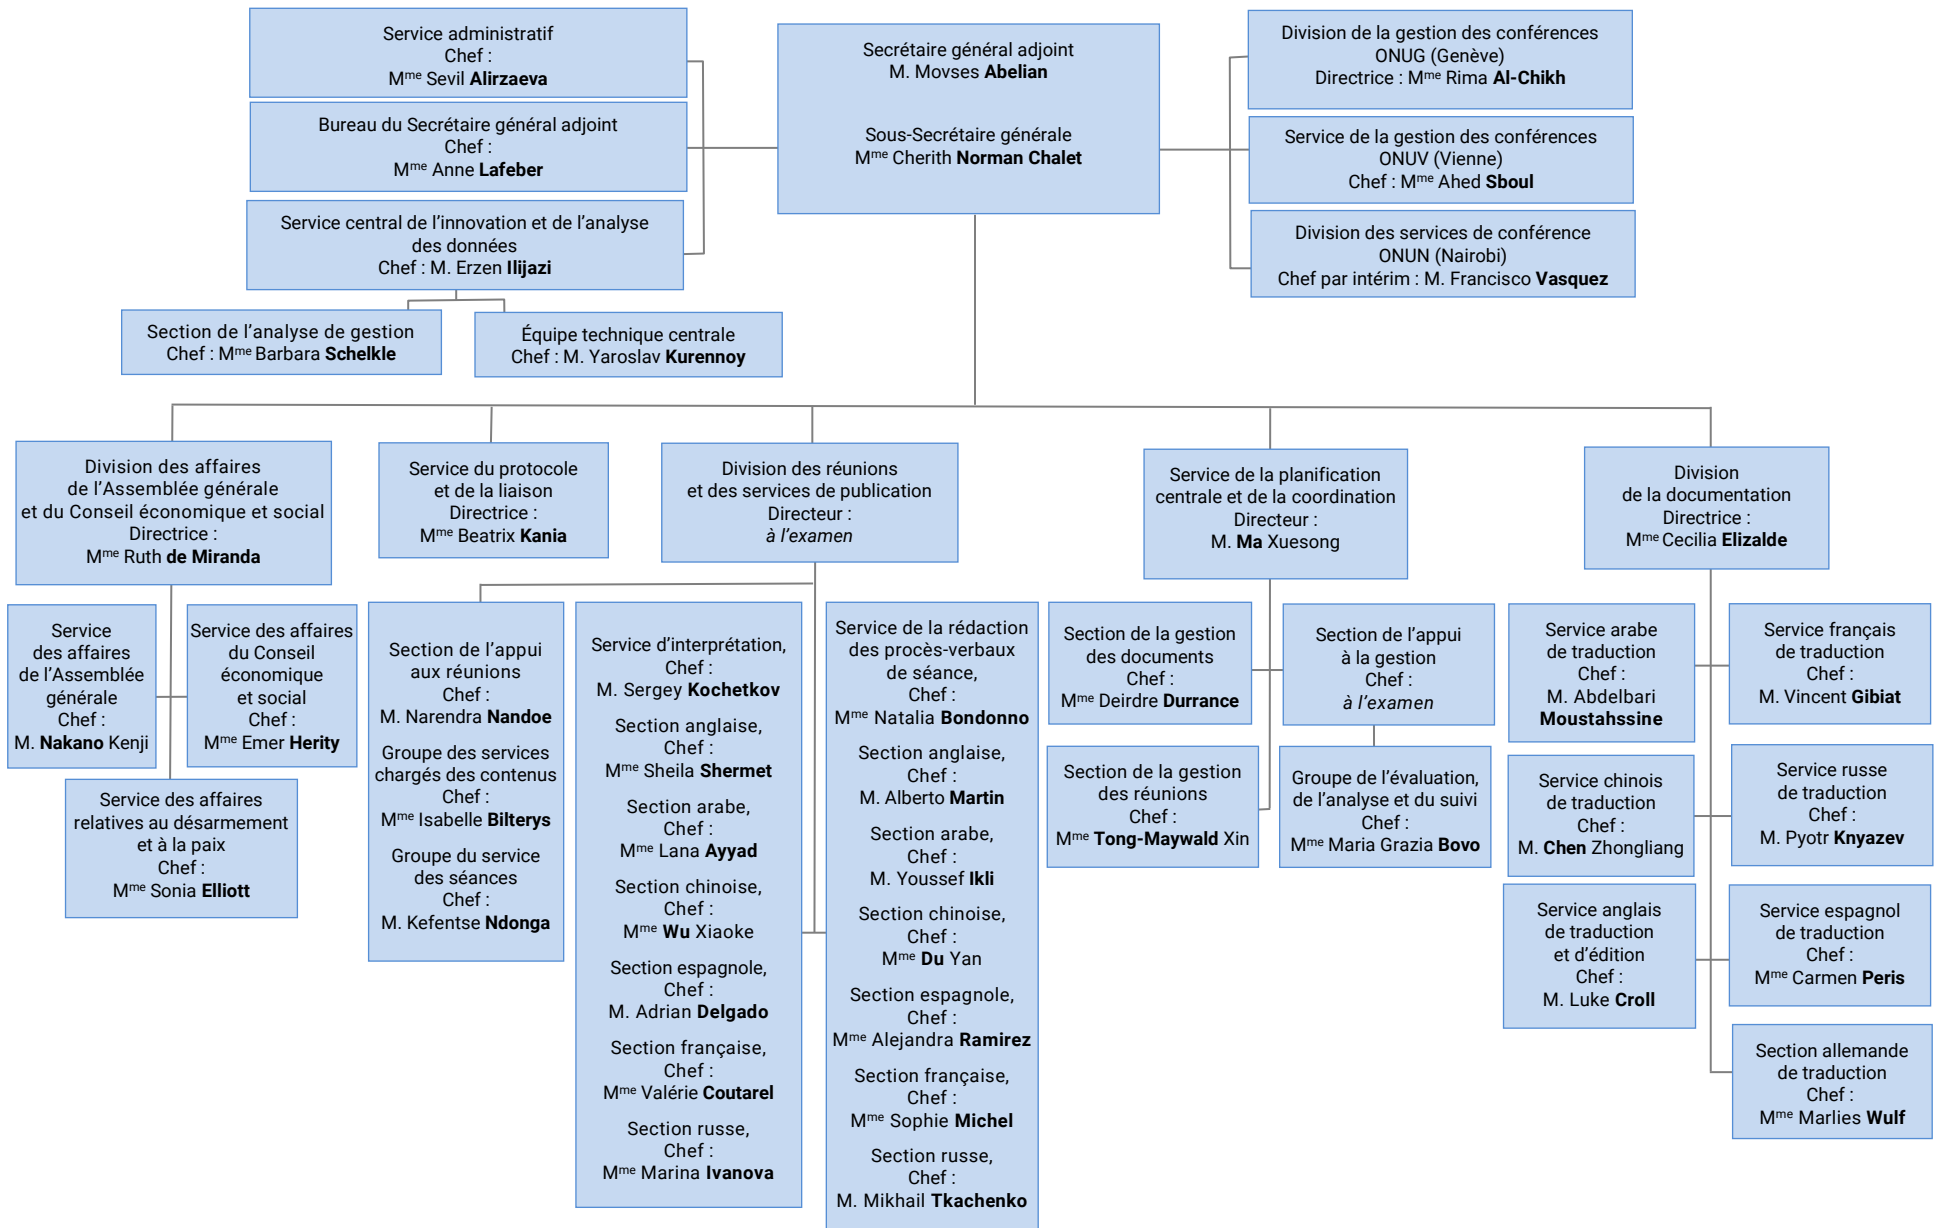 Service administratif
Chef :
Mme Sevil Alirzaeva
Bureau du Secrétaire général adjoint
Chef :
Mme Anne Lafeber
Service central de l’innovation et de l’analyse
des données
Chef : M. Erzen Ilijazi
Section de l’analyse de gestion
Chef : Mme Barbara Schelkle
Équipe technique centrale
Chef : M. Yaroslav Kurennoy
Secrétaire général adjoint
M. Movses Abelian
Sous-Secrétaire générale
Mme Cherith Norman Chalet
Division de la gestion des conférences
ONUG (Genève)
Directrice : Mme Rima Al-Chikh
Service de la gestion des conférences
ONUV (Vienne)
Chef : Mme Ahed Sboul
Division des services de conférence
ONUN (Nairobi)
Chef par intérim : M. Francisco Vasquez
Division des affaires
de l’Assemblée générale
et du Conseil économique et social
Directrice :
Mme Ruth de Miranda
Service
des affaires
de l’Assemblée
générale
Chef :
M. Nakano Kenji
Service des affaires
du Conseil
économique
et social
Chef :
Mme Emer Herity
Service des affaires
relatives au désarmement
et à la paix
Chef :
Mme Sonia Elliott
Service du protocole
et de la liaison
Directrice :
Mme Beatrix Kania
Division des réunions
et des services de publication
Directeur :
à l’examen
Section de l’appui
aux réunions
Chef :
M. Narendra Nandoe
Groupe des services
chargés des contenus
Chef :
Mme Isabelle Bilterys
Groupe du service
des séances
Chef :
M. Kefentse Ndonga
Service d’interprétation,
Chef :
M. Sergey Kochetkov
Section anglaise,
Chef :
Mme Sheila Shermet
Section arabe,
Chef :
Mme Lana Ayyad
Section chinoise,
Chef :
Mme Wu Xiaoke
Section espagnole,
Chef :
M. Adrian Delgado
Section française,
Chef :
Mme Valérie Coutarel
Section russe,
Chef :
Mme Marina Ivanova
Service de la rédaction
des procès-verbaux
de séance,
Chef :
Mme Natalia Bondonno
Section anglaise,
Chef :
M. Alberto Martin
Section arabe,
Chef :
M. Youssef Ikli
Section chinoise,
Chef :
Mme Du Yan
Section espagnole,
Chef :
Mme Alejandra Ramirez
Section française,
Chef :
Mme Sophie Michel
Section russe,
Chef :
M. Mikhail Tkachenko
Service de la planification
centrale et de la coordination
Directeur :
M. Ma Xuesong
Section de la gestion
des documents
Chef :
Mme Deirdre Durrance
Section de l’appui
à la gestion
Chef :
à l’examen
Section de la gestion
des réunions
Chef :
Mme Tong-Maywald Xin
Groupe de l’évaluation,
de l’analyse et du suivi
Chef :
Mme Maria Grazia Bovo
Division
de la documentation
Directrice :
Mme Cecilia Elizalde
Service arabe
de traduction
Chef :
M. Abdelbari
Moustahssine
Service français
de traduction
Chef :
M. Vincent Gibiat
Service chinois
de traduction
Chef :
M. Chen Zhongliang
Service russe
de traduction
Chef :
M. Pyotr Knyazev
Service anglais
de traduction
et d’édition
Chef :
M. Luke Croll
Service espagnol
de traduction
Chef :
Mme Carmen Peris
Section allemande
de traduction
Chef :
Mme Marlies Wulf